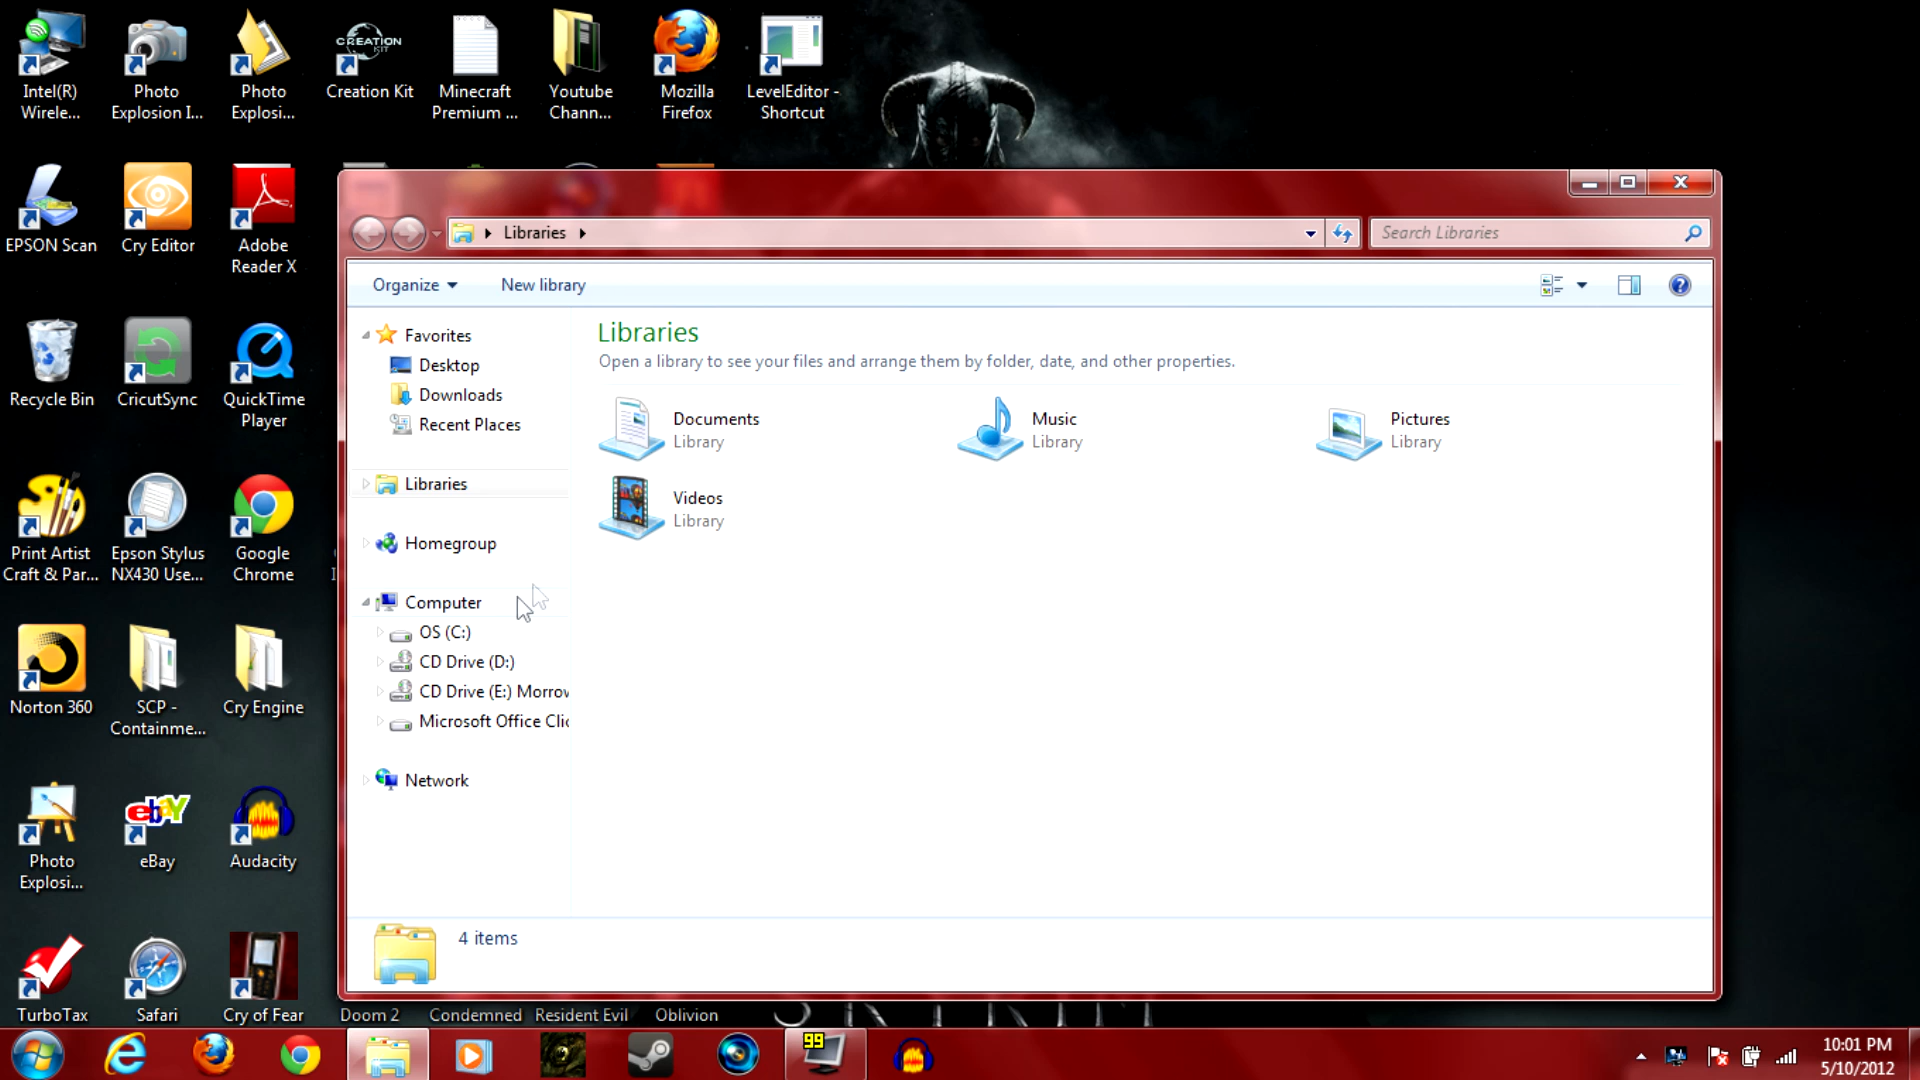 Intel(R)
Wirele...
Photo
Explosion I...
Photo
Explosi...
CREATION
KIT
Creation Kit
Minecraft
Premium ...
Youtube
Chann...
Mozilla
Firefox
LevelEditor -
Shortcut
EPSON Scan
Cry Editor
Adobe
Reader X
Recycle Bin
CricutSync
QuickTime
Player
Print Artist
Craft & Par...
Epson Stylus
NX430 Use...
Google
Chrome
Norton 360
SCP -
Containme...
Cry Engine
Photo
Explosi...
ebaY
eBay
Audacity
TurboTax
Safari
Cry of Fear
Doom 2
Condemned
Resident Evil
Oblivion
Libraries
Search Libraries
Organize
New library
Favorites
Desktop
Downloads
Recent Places
Libraries
Homegroup
Computer
OS (C:)
CD Drive (D:)
CD Drive (E:) Morrow
Microsoft Office Clic
Network
Libraries
Open a library to see your files and arrange them by folder, date, and other properties.
Documents
Library
Music
Library
Pictures
Library
Videos
Library
4 items
99
10:01 PM
5/10/2012